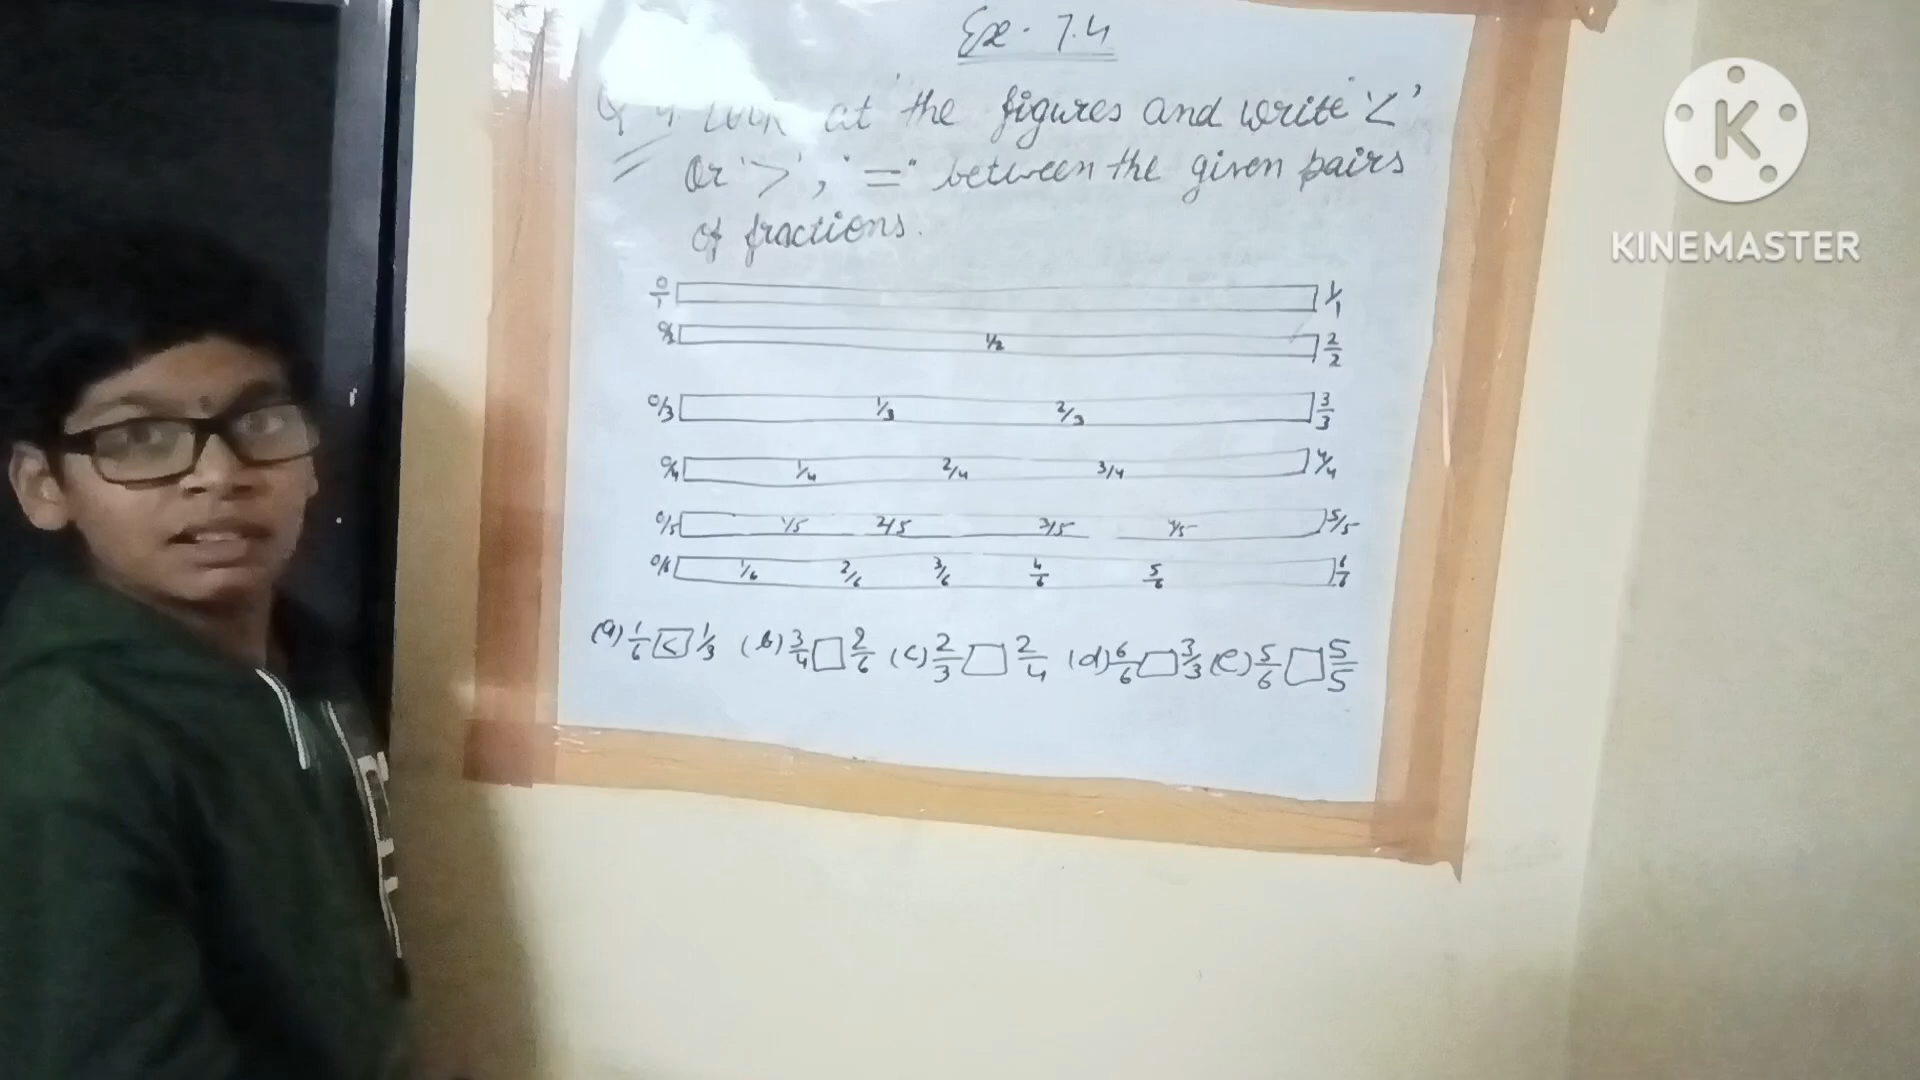 Ex. 7.4
Q 4. Look at the figures and write '<'
or '>', '=' between the given pairs
of fractions.
0/1 1/1
0/2 1/2 2/2
0/3 1/3 2/3 3/3
0/4 1/4 2/4 3/4 4/4
0/5 1/5 2/5 3/5 4/5 5/5
0/6 1/6 2/6 3/6 4/6 5/6 6/6
(a) 1/6 < 1/3 (b) 3/4 □ 2/6 (c) 2/3 □ 2/4 (d) 6/6 □ 3/3 (e) 5/6 □ 5/5
K
KINEMASTER